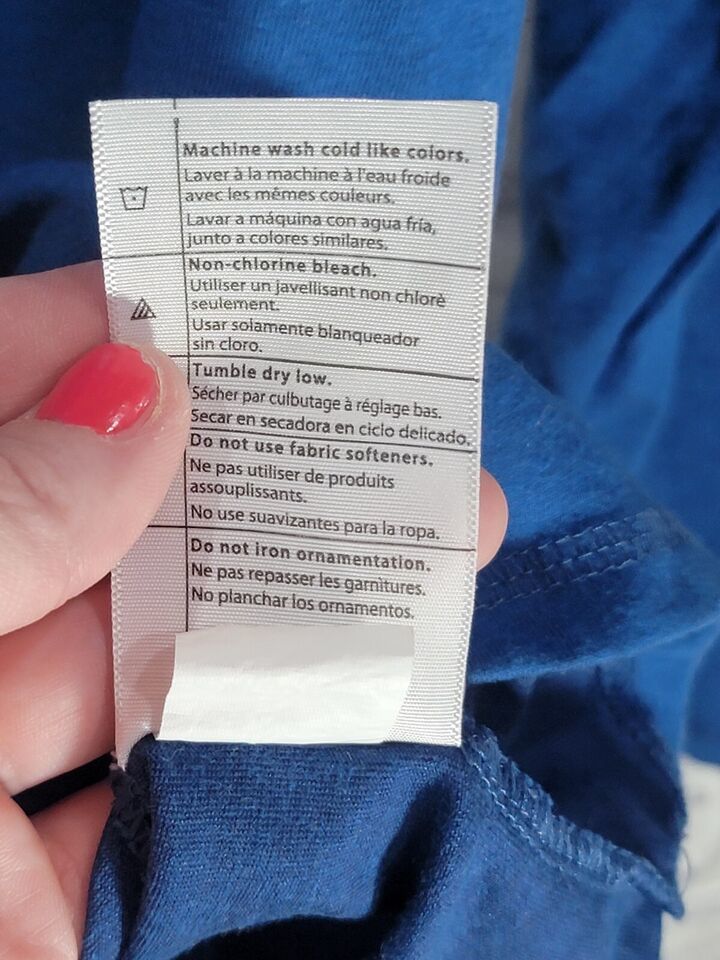 Machine wash cold like colors.
Laver à la machine à l'eau froide
avec les mêmes couleurs.
Lavar a máquina con agua fría,
junto a colores similares.
Non-chlorine bleach.
Utiliser un javellisant non chlorè
seulement.
Usar solamente blanqueador
sin cloro.
Tumble dry low.
Sécher par culbutage à réglage bas.
Secar en secadora en ciclo delicado.
Do not use fabric softeners.
Ne pas utiliser de produits
assouplissants.
No use suavizantes para la ropa.
Do not iron ornamentation.
Ne pas repasser les garnitures.
No planchar los ornamentos.